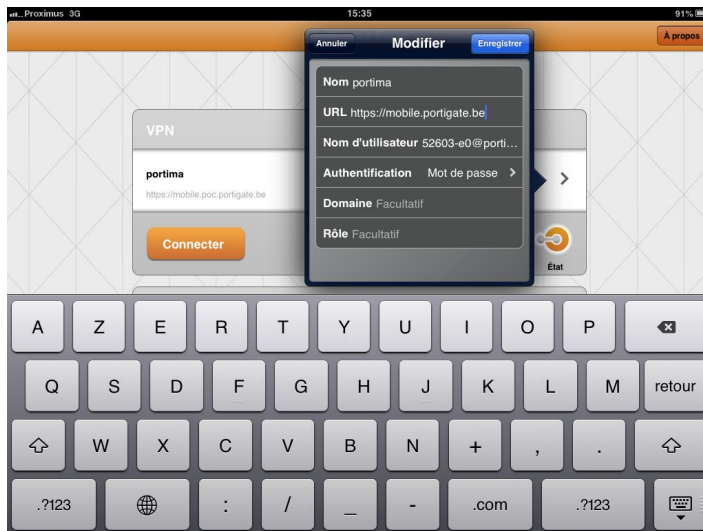 Proximus 3G 15:35 91%
À propos
Annuler Modifier Enregistrer
Nom portima
URL https://mobile.portigate.be
Nom d'utilisateur 52603-e0@porti...
Authentification Mot de passe
Domaine Facultatif
Rôle Facultatif
VPN
portima
https://mobile.poc.portigate.be
Connecter
État
A Z E R T Y U I O P
Q S D F G H J K L M retour
W X C V B N + , .
.?123 : / _ - .com .?123